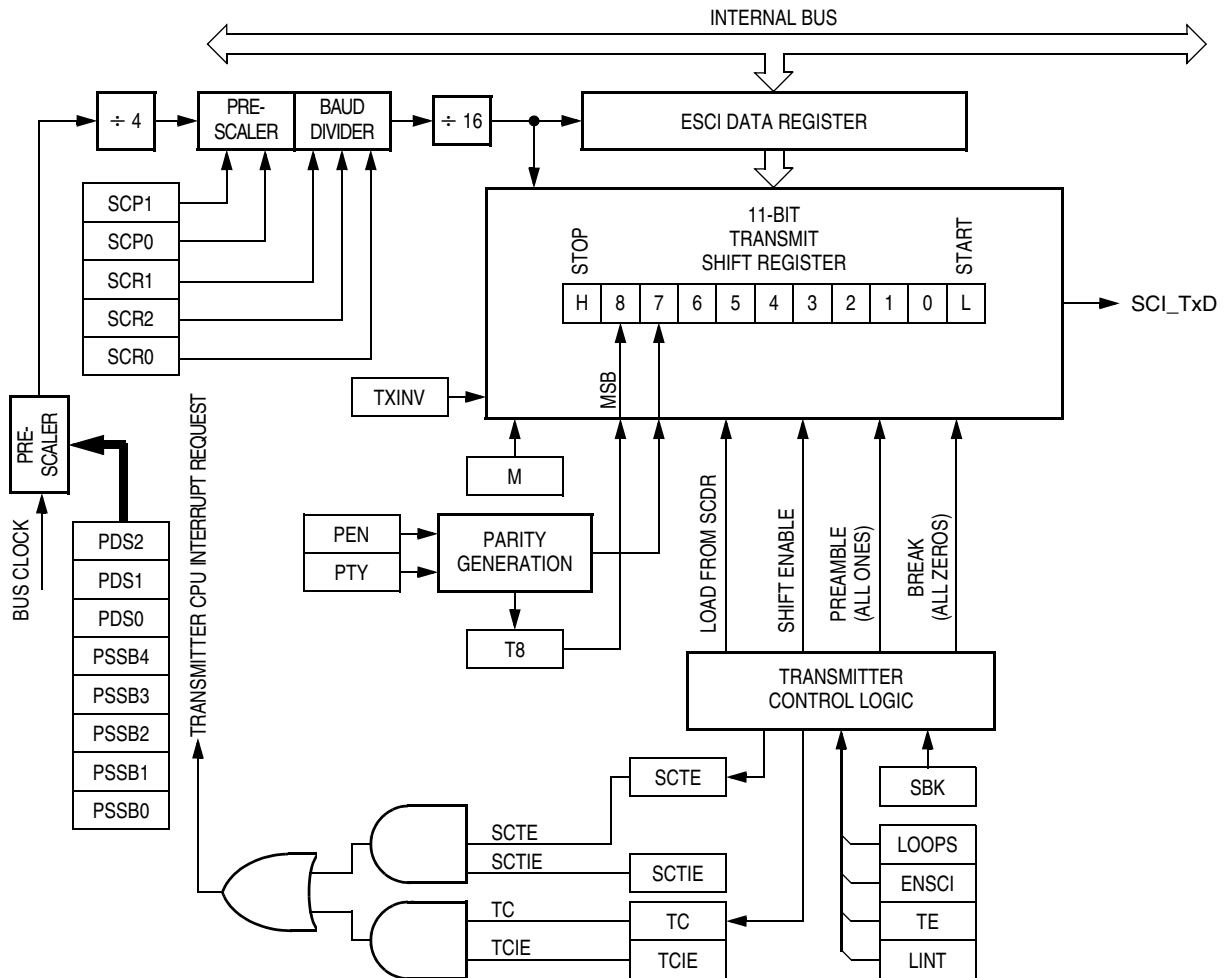 INTERNAL BUS
÷ 4
PRE-
SCALER
BAUD
DIVIDER
÷ 16
ESCI DATA REGISTER
SCP1
SCP0
SCR1
SCR2
SCR0
11-BIT
TRANSMIT
SHIFT REGISTER
STOP
START
H 8 7 6 5 4 3 2 1 0 L
SCI_TxD
MSB
TXINV
M
PRE-
SCALER
BUS CLOCK
TRANSMITTER CPU INTERRUPT REQUEST
PEN
PTY
PARITY
GENERATION
T8
LOAD FROM SCDR
SHIFT ENABLE
PREAMBLE
(ALL ONES)
BREAK
(ALL ZEROS)
PDS2
PDS1
PDS0
PSSB4
PSSB3
PSSB2
PSSB1
PSSB0
TRANSMITTER
CONTROL LOGIC
SCTE
SBK
SCTE
SCTIE
SCTIE
TC
TC
TCIE
TCIE
LOOPS
ENSCI
TE
LINT